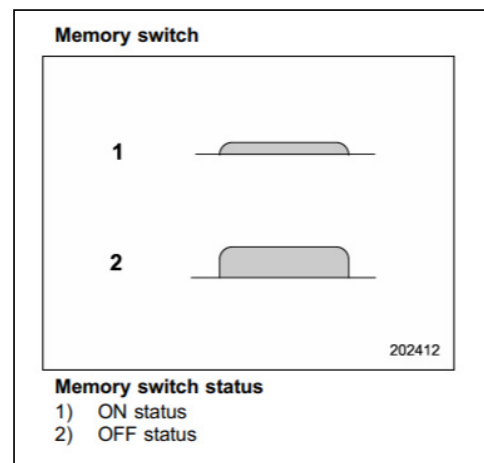 Memory switch
1
2
202412
Memory switch status
1) ON status
2) OFF status